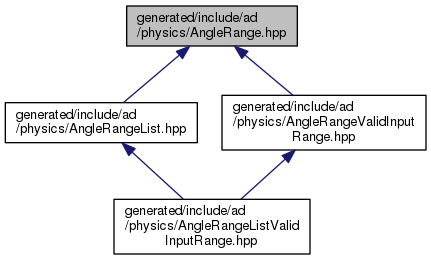 generated/include/ad
/physics/AngleRange.hpp
generated/include/ad
/physics/AngleRangeList.hpp
generated/include/ad
/physics/AngleRangeValidInput
Range.hpp
generated/include/ad
/physics/AngleRangeListValid
InputRange.hpp